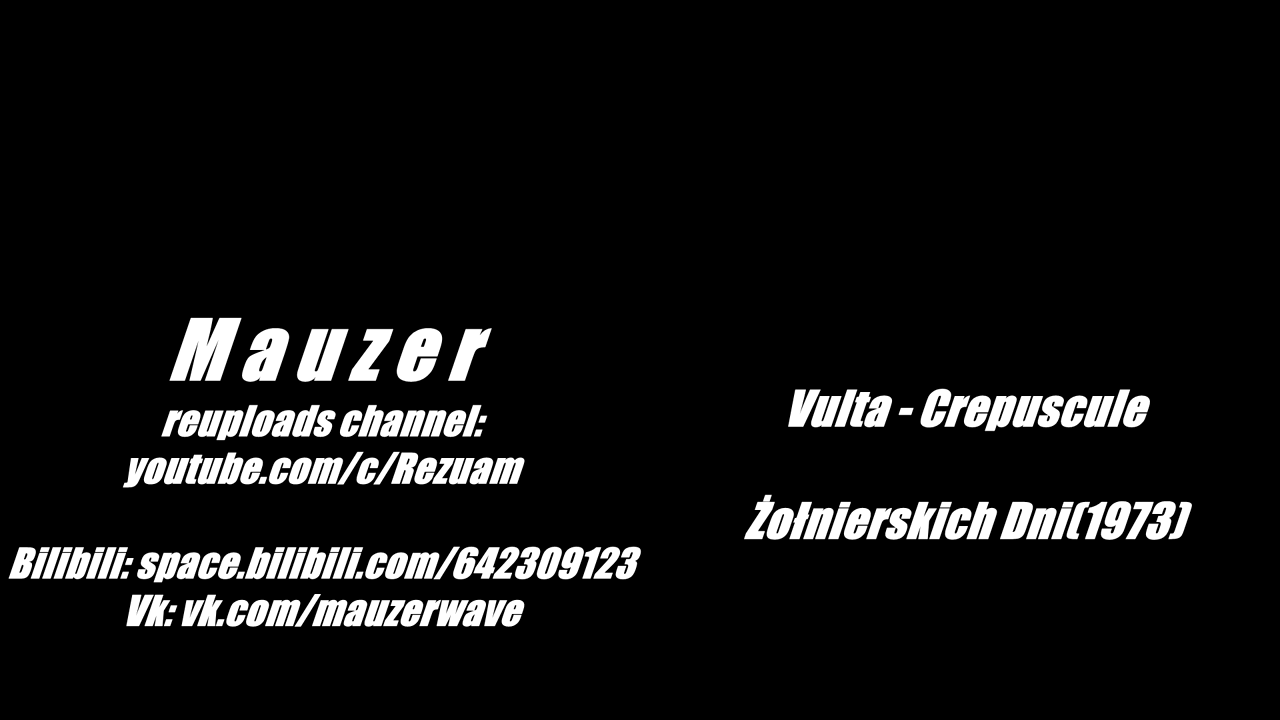 Mauzer
reuploads channel:
youtube.com/c/Rezuam
Bilibili: space.bilibili.com/642309123
Vk: vk.com/mauzerwave
Vulta - Crepuscule
Żołnierskich Dni(1973)